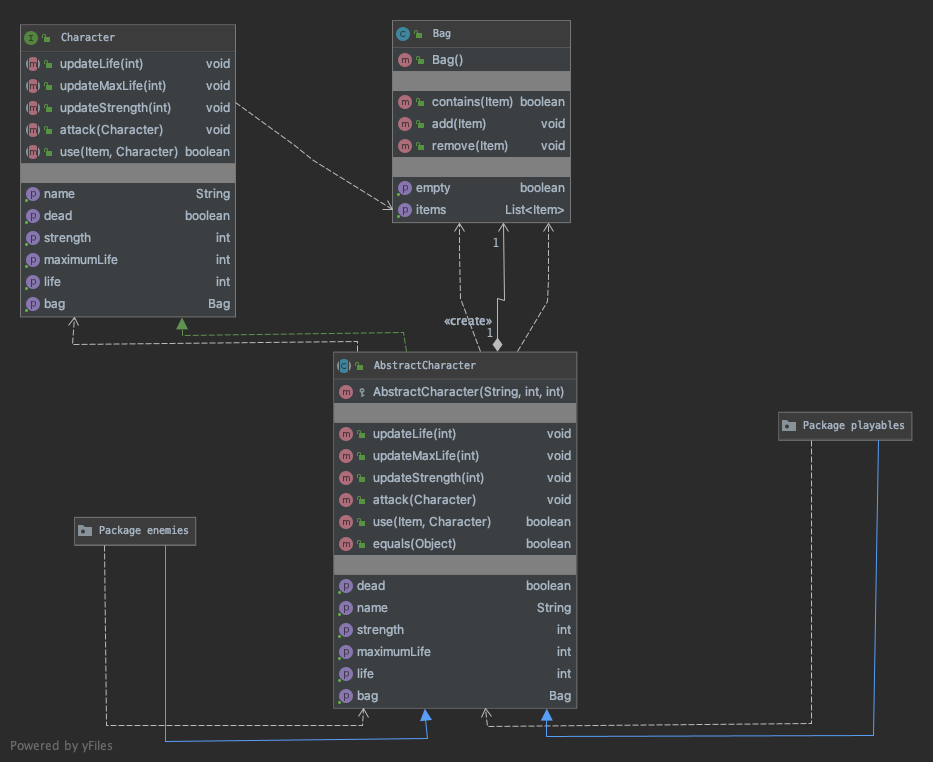 Character
updateLife(int) void
updateMaxLife(int) void
updateStrength(int) void
attack(Character) void
use(Item, Character) boolean
name String
dead boolean
strength int
maximumLife int
life int
bag Bag
Bag
Bag()
contains(Item) boolean
add(Item) void
remove(Item) void
empty boolean
items List<Item>
1
«create»
1
AbstractCharacter
AbstractCharacter(String, int, int)
updateLife(int) void
updateMaxLife(int) void
updateStrength(int) void
attack(Character) void
use(Item, Character) boolean
equals(Object) boolean
dead boolean
name String
strength int
maximumLife int
life int
bag Bag
Package playables
Package enemies
Powered by yFiles